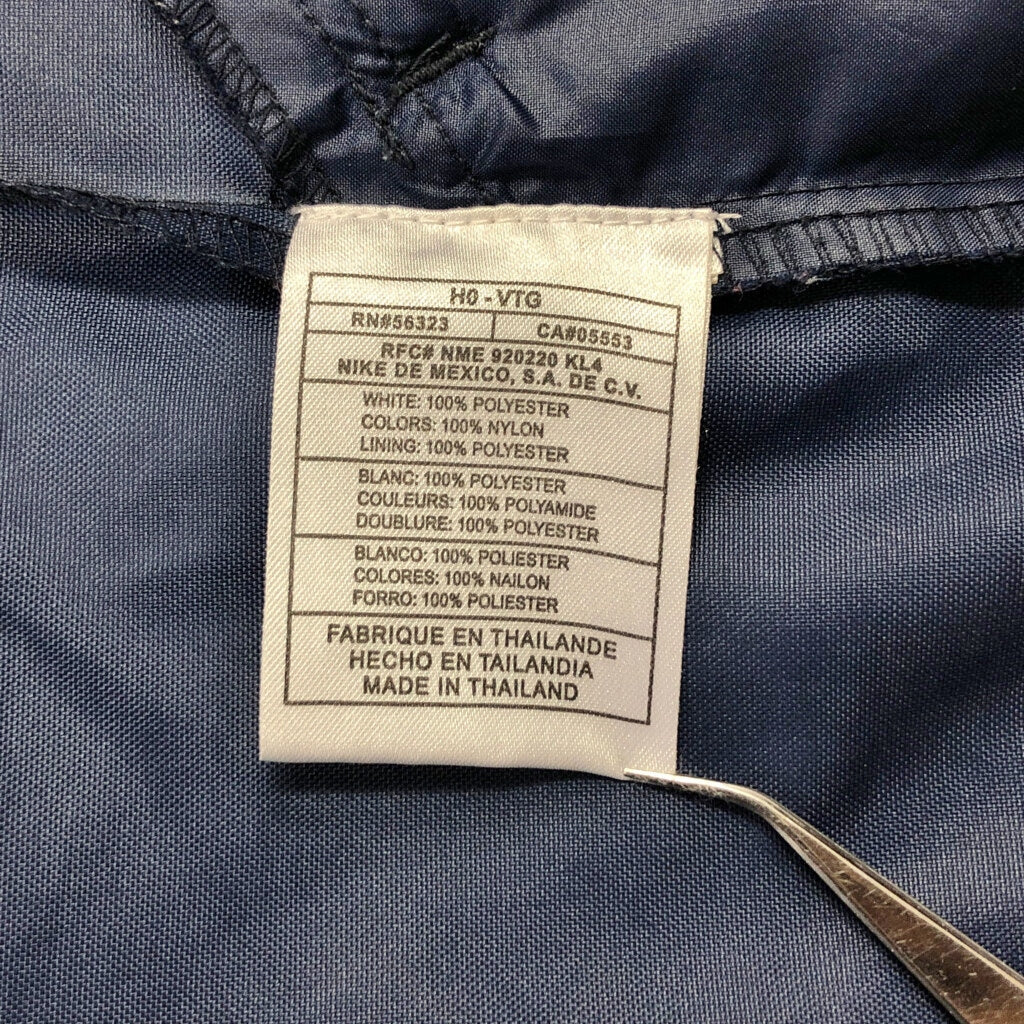 H0 - VTG
RN#56323 CA#05553
RFC# NME 920220 KL4
NIKE DE MEXICO, S.A. DE C.V.
WHITE: 100% POLYESTER
COLORS: 100% NYLON
LINING: 100% POLYESTER
BLANC: 100% POLYESTER
COULEURS: 100% POLYAMIDE
DOUBLURE: 100% POLYESTER
BLANCO: 100% POLIESTER
COLORES: 100% NAILON
FORRO: 100% POLIESTER
FABRIQUE EN THAILANDE
HECHO EN TAILANDIA
MADE IN THAILAND